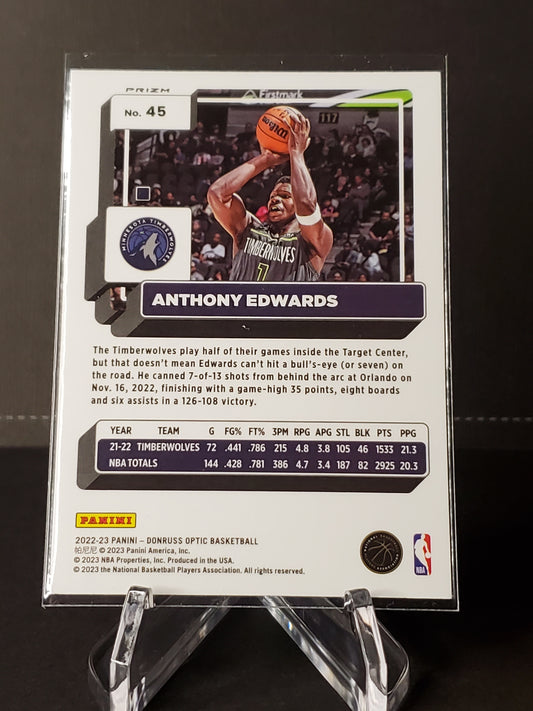 PRIZM
No. 45
Firstmark
117
Wilson
TIMBERWOLVES
1
MINNESOTA TIMBERWOLVES
ANTHONY EDWARDS
The Timberwolves play half of their games inside the Target Center,
but that doesn't mean Edwards can't hit a bull's-eye (or seven) on
the road. He canned 7-of-13 shots from behind the arc at Orlando on
Nov. 16, 2022, finishing with a game-high 35 points, eight boards
and six assists in a 126-108 victory.
YEAR TEAM G FG% FT% 3PM RPG APG STL BLK PTS PPG
21-22 TIMBERWOLVES 72 .441 .786 215 4.8 3.8 105 46 1533 21.3
NBA TOTALS 144 .428 .781 386 4.7 3.4 187 82 2925 20.3
PANINI
2022-23 PANINI – DONRUSS OPTIC BASKETBALL
帕尼尼 © 2023 Panini America, Inc.
© 2023 NBA Properties, Inc. Produced in the USA.
© 2023 the National Basketball Players Association. All rights reserved.
NBA